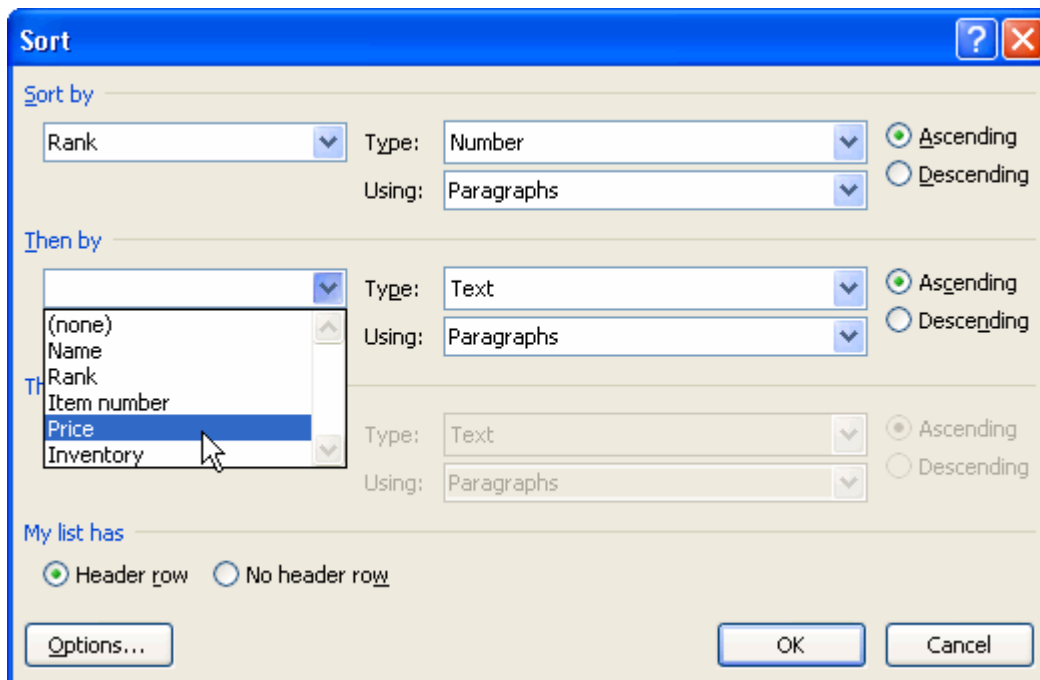 Sort
Sort by
Rank
Type:
Number
Ascending
Using:
Paragraphs
Descending
Then by
Type:
Text
Ascending
(none)
Using:
Paragraphs
Descending
Name
Rank
Th
Item number
Price
Type:
Text
Ascending
Inventory
Using:
Paragraphs
Descending
My list has
Header row
No header row
Options...
OK
Cancel